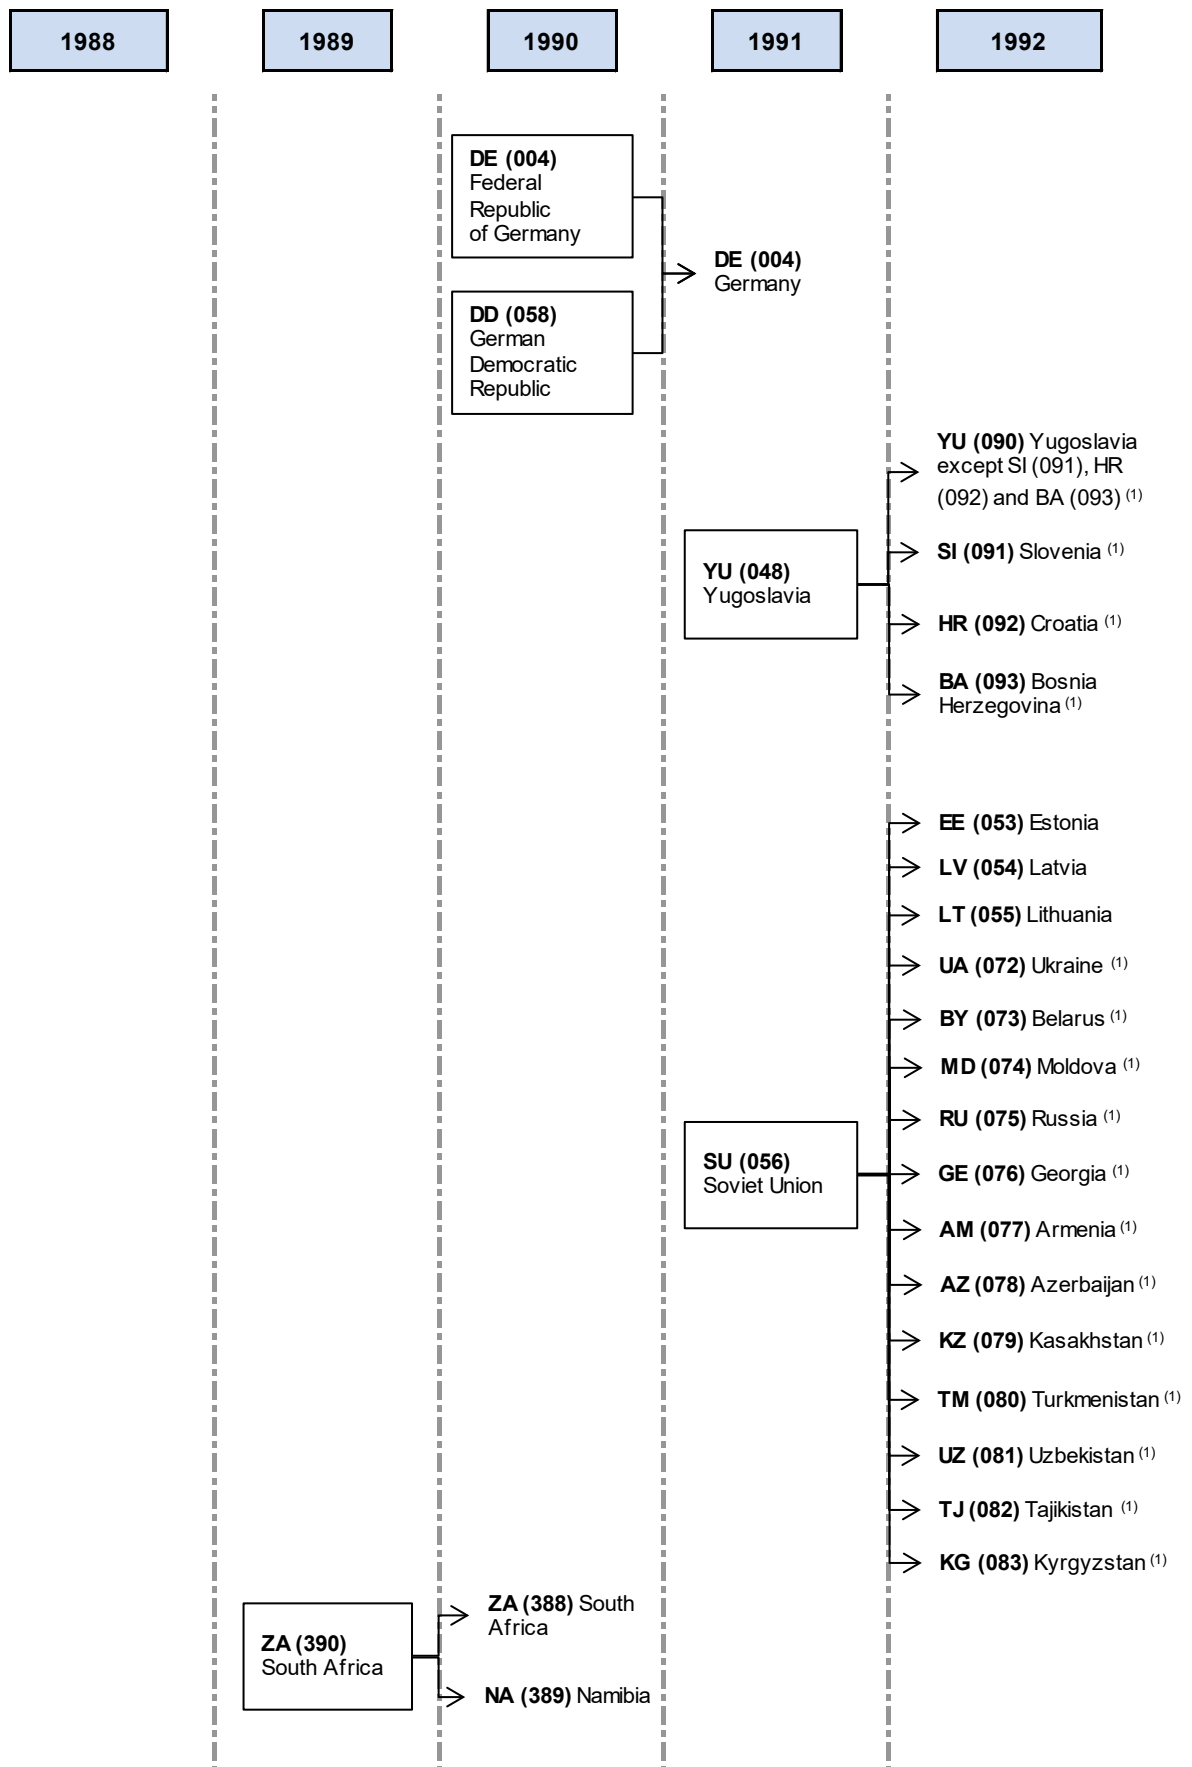 1988
1989
1990
1991
1992
DE (004)
Federal
Republic
of Germany
DD (058)
German
Democratic
Republic
DE (004)
Germany
YU (048)
Yugoslavia
YU (090) Yugoslavia
except SI (091), HR
(092) and BA (093) (1)
SI (091) Slovenia (1)
HR (092) Croatia (1)
BA (093) Bosnia
Herzegovina (1)
SU (056)
Soviet Union
EE (053) Estonia
LV (054) Latvia
LT (055) Lithuania
UA (072) Ukraine (1)
BY (073) Belarus (1)
MD (074) Moldova (1)
RU (075) Russia (1)
GE (076) Georgia (1)
AM (077) Armenia (1)
AZ (078) Azerbaijan (1)
KZ (079) Kasakhstan (1)
TM (080) Turkmenistan (1)
UZ (081) Uzbekistan (1)
TJ (082) Tajikistan (1)
KG (083) Kyrgyzstan (1)
ZA (390)
South Africa
ZA (388) South
Africa
NA (389) Namibia